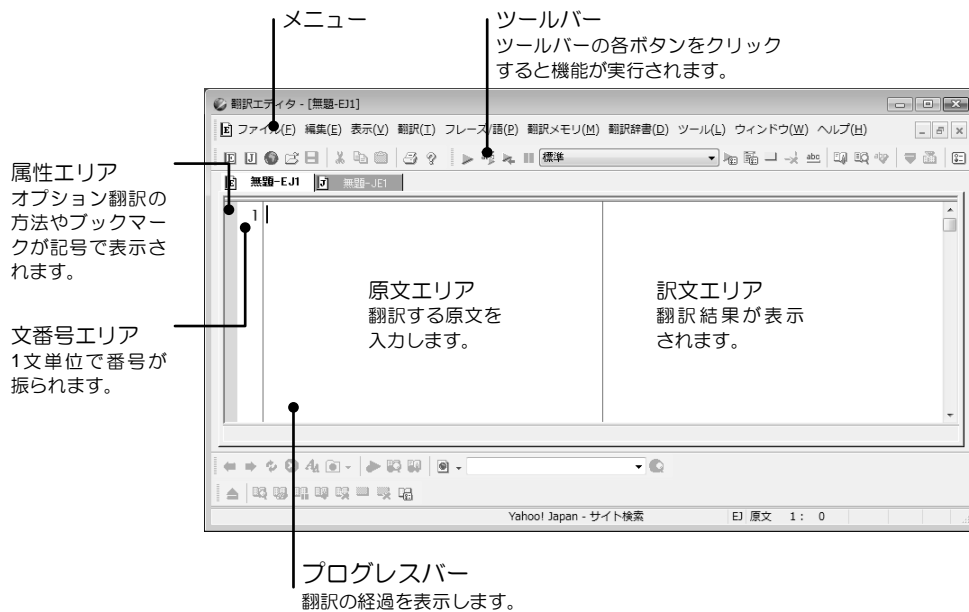 メニュー
ツールバー
ツールバーの各ボタンをクリック
すると機能が実行されます。
翻訳エディタ - [無題-EJ1]
ファイル(F) 編集(E) 表示(V) 翻訳(T) フレーズ/語(P) 翻訳メモリ(M) 翻訳辞書(D) ツール(L) ウィンドウ(W) ヘルプ(H)
標準
abc
E 無題-EJ1 J 無題-JE1
属性エリア
オプション翻訳の
方法やブックマー
クが記号で表示さ
れます。
1
文番号エリア
1文単位で番号が
振られます。
原文エリア
翻訳する原文を
入力します。
訳文エリア
翻訳結果が表示
されます。
Yahoo! Japan - サイト検索 EJ 原文 1: 0
プログレスバー
翻訳の経過を表示します。